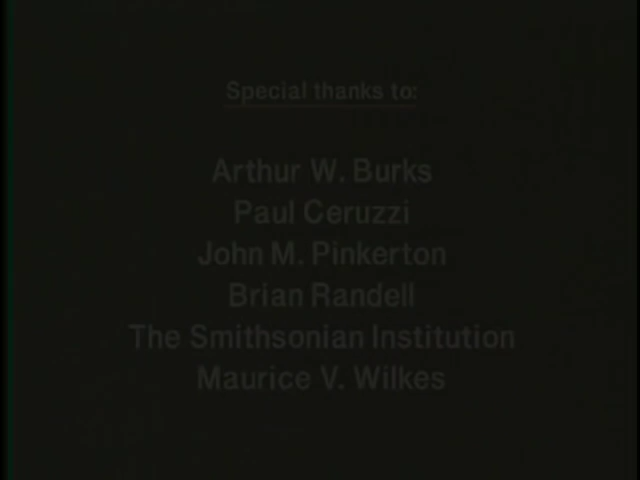 Special thanks to:
Arthur W. Burks
Paul Ceruzzi
John M. Pinkerton
Brian Randell
The Smithsonian Institution
Maurice V. Wilkes